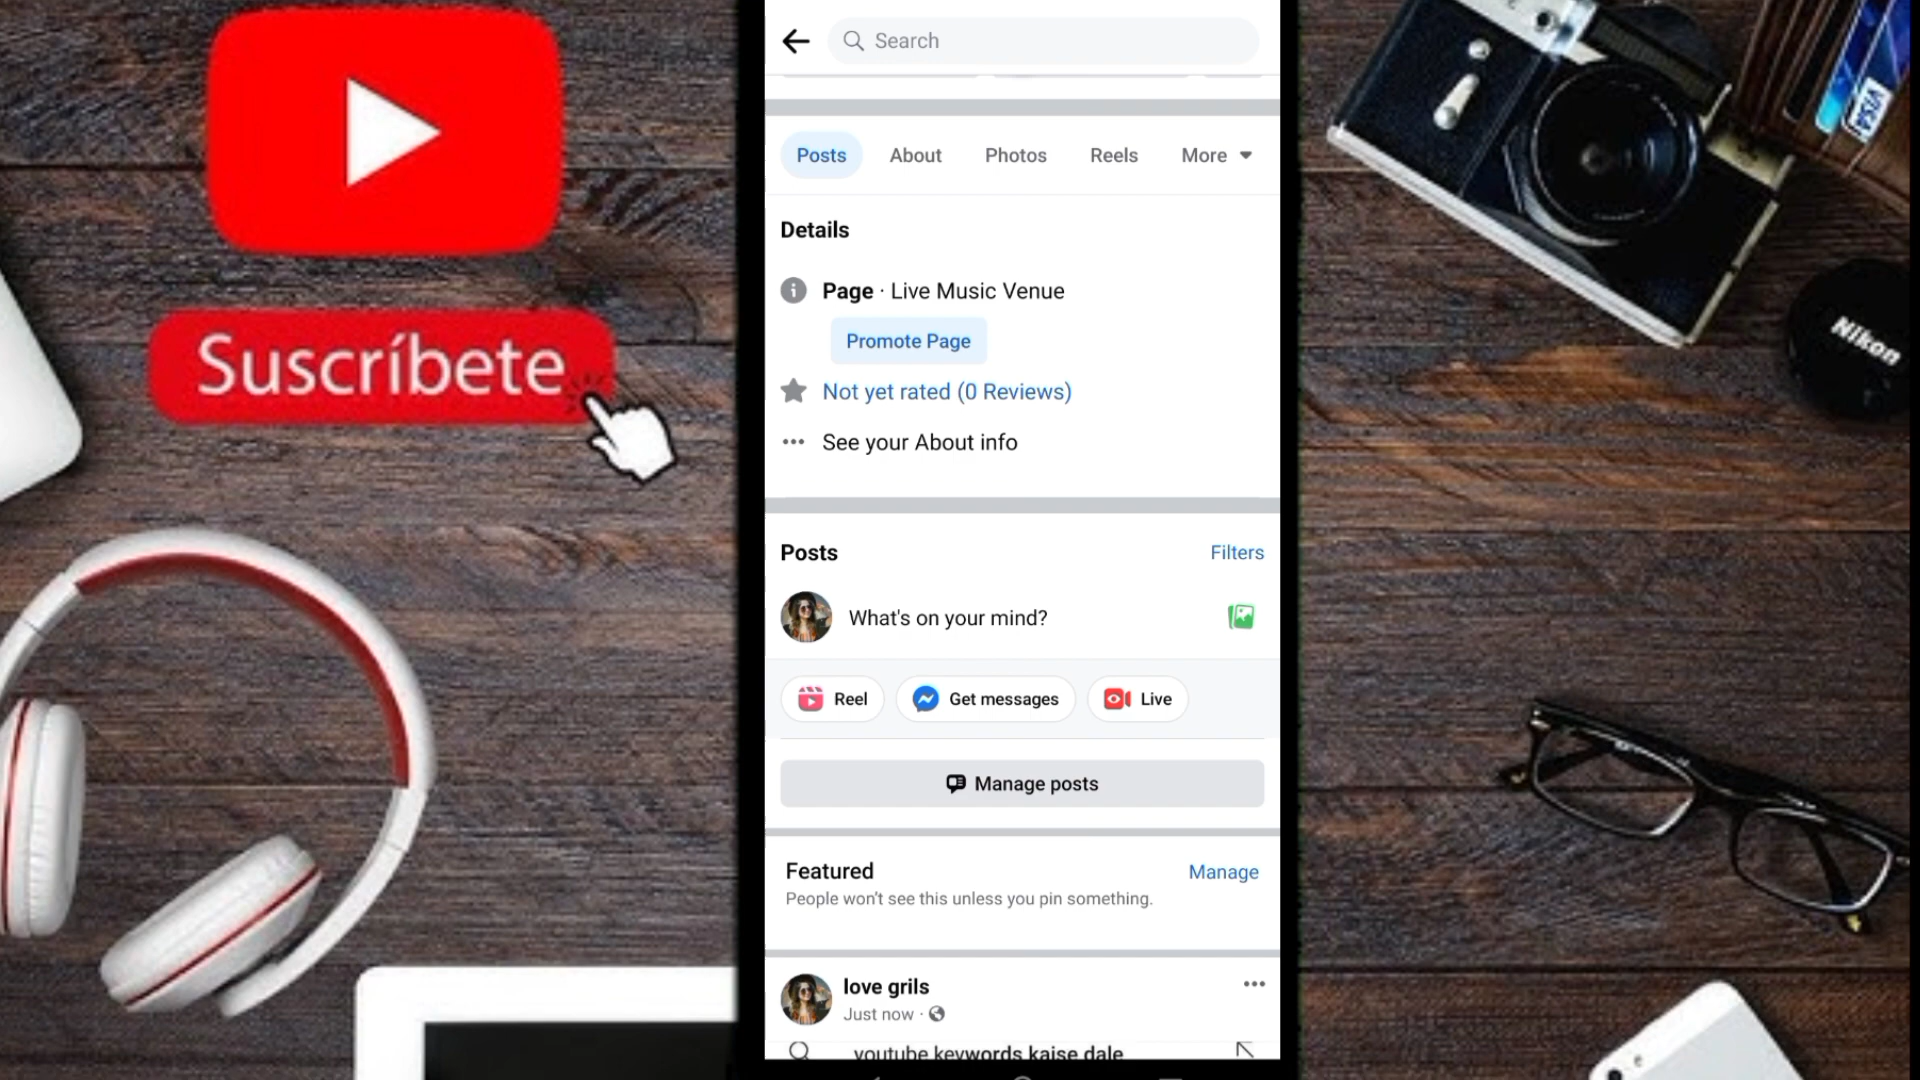 Search
Posts About Photos Reels More
Details
Page · Live Music Venue
Promote Page
Not yet rated (0 Reviews)
See your About info
Posts Filters
What's on your mind?
Reel Get messages Live
Manage posts
Featured Manage
People won't see this unless you pin something.
love grils
Just now ·
youtube keywords kaise dale
Suscríbete
VISA
Nikon